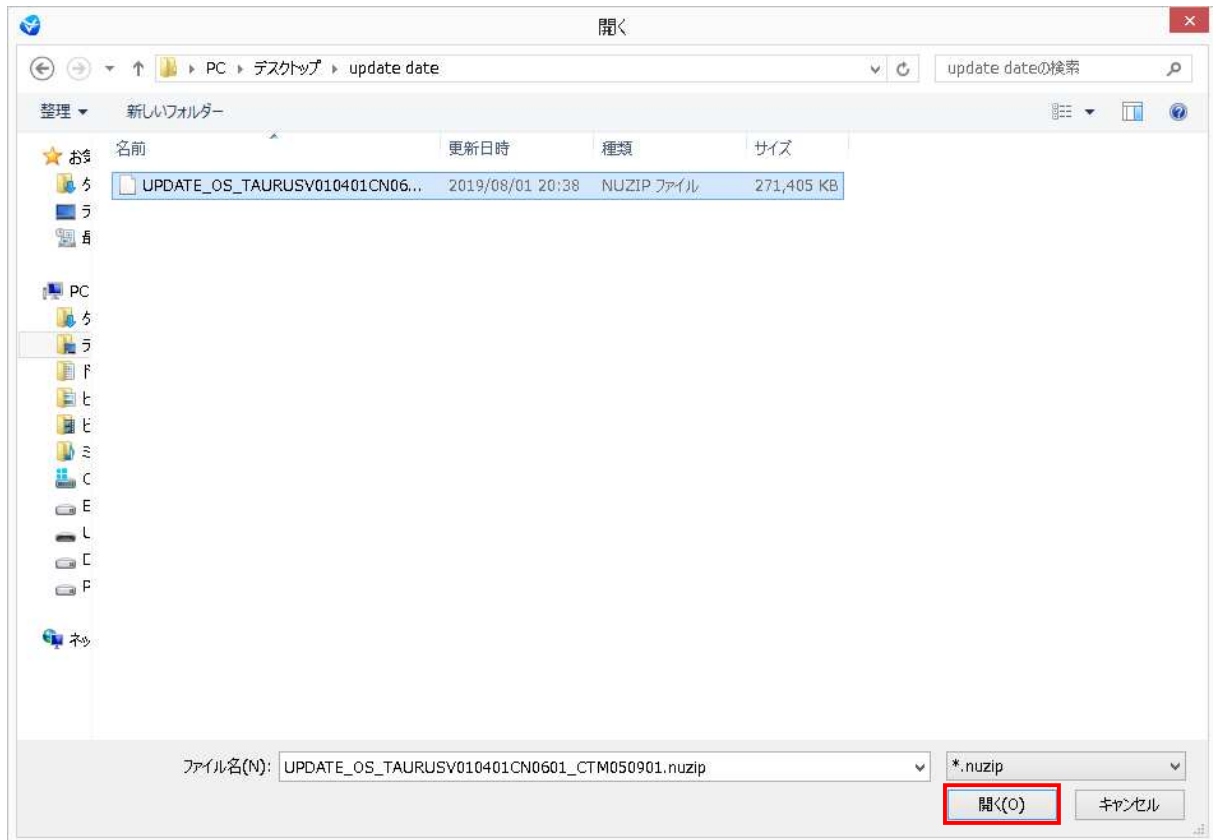 開く
PC デスクトップ update date
update dateの検索
整理 新しいフォルダー
名前 更新日時 種類 サイズ
UPDATE_OS_TAURUSV010401CN06... 2019/08/01 20:38 NUZIP ファイル 271,405 KB
お気
PC
ネッ
ファイル名(N): UPDATE_OS_TAURUSV010401CN0601_CTM050901.nuzip
*.nuzip
開く(O) キャンセル